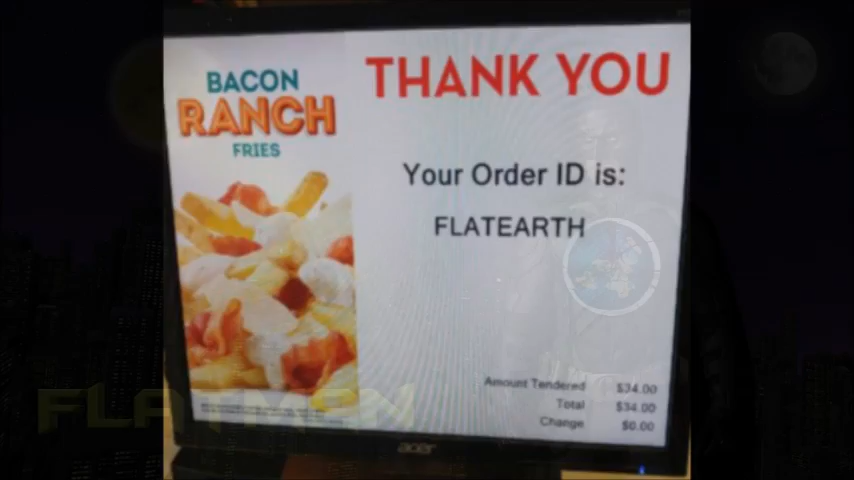 BACON
RANCH
FRIES
THANK YOU
Your Order ID is:
FLATEARTH
Amount Tendered $34.00
Total $34.00
Change $0.00
FLATMEN
acer